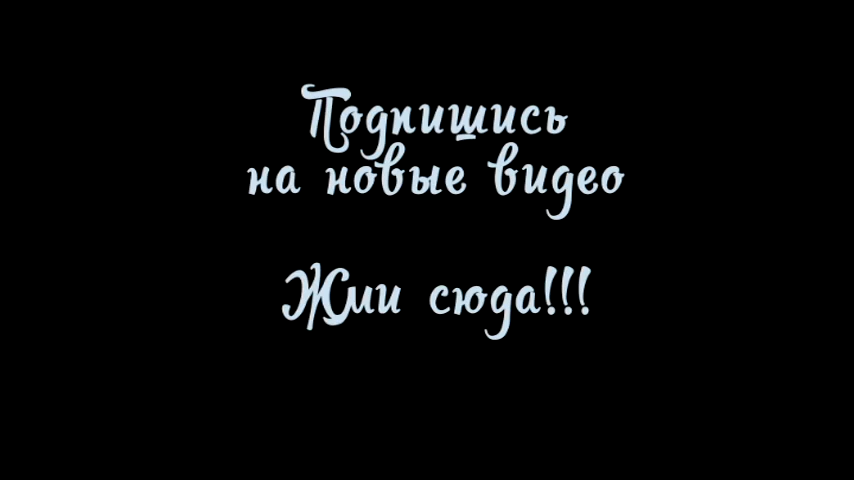 Подпишись
на новые видео
Жми сюда!!!